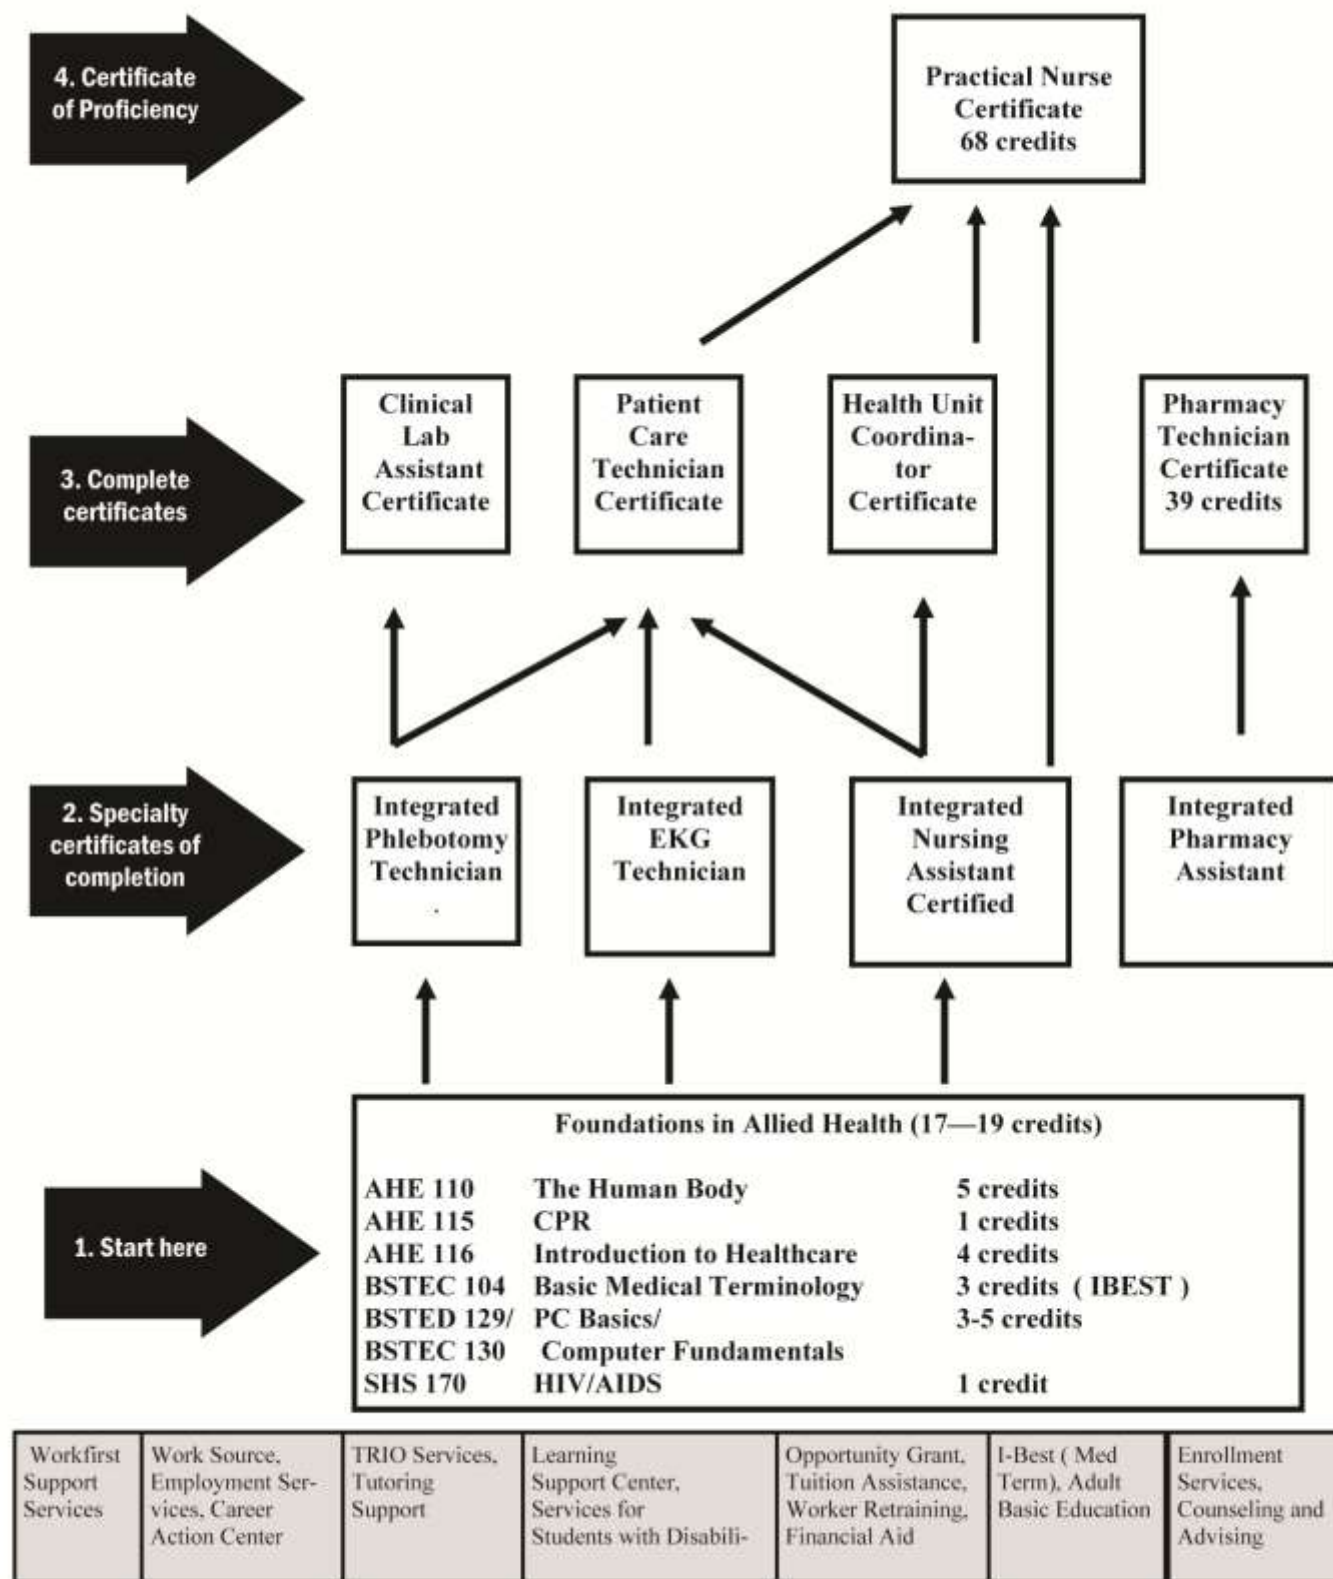 4. Certificate
of Proficiency
Practical Nurse
Certificate
68 credits
3. Complete
certificates
Clinical
Lab
Assistant
Certificate
Patient
Care
Technician
Certificate
Health Unit
Coordina-
tor
Certificate
Pharmacy
Technician
Certificate
39 credits
2. Specialty
certificates of
completion
Integrated
Phlebotomy
Technician
.
Integrated
EKG
Technician
Integrated
Nursing
Assistant
Certified
Integrated
Pharmacy
Assistant
1. Start here
Foundations in Allied Health (17—19 credits)
AHE 110 The Human Body 5 credits
AHE 115 CPR 1 credits
AHE 116 Introduction to Healthcare 4 credits
BSTEC 104 Basic Medical Terminology 3 credits ( IBEST )
BSTED 129/ PC Basics/ 3-5 credits
BSTEC 130 Computer Fundamentals
SHS 170 HIV/AIDS 1 credit
Workfirst
Support
Services
Work Source,
Employment Ser-
vices, Career
Action Center
TRIO Services,
Tutoring
Support
Learning
Support Center,
Services for
Students with Disabili-
Opportunity Grant,
Tuition Assistance,
Worker Retraining,
Financial Aid
I-Best ( Med
Term), Adult
Basic Education
Enrollment
Services,
Counseling and
Advising